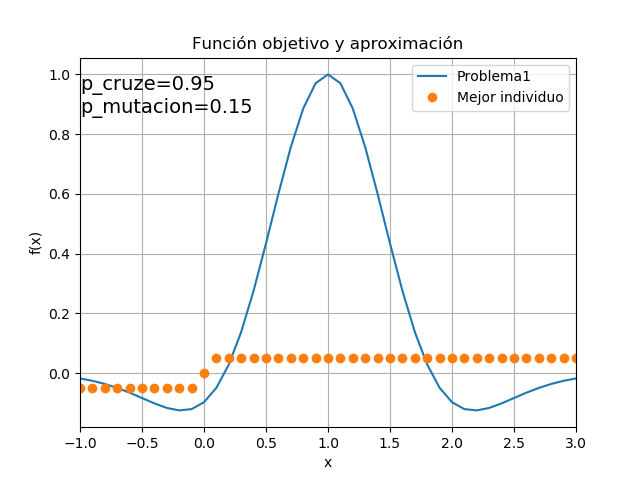 Función objetivo y aproximación
p_cruze=0.95
p_mutacion=0.15
Problema1
Mejor individuo
1.0
0.8
0.6
0.4
0.2
0.0
f(x)
−1.0 −0.5 0.0 0.5 1.0 1.5 2.0 2.5 3.0
x